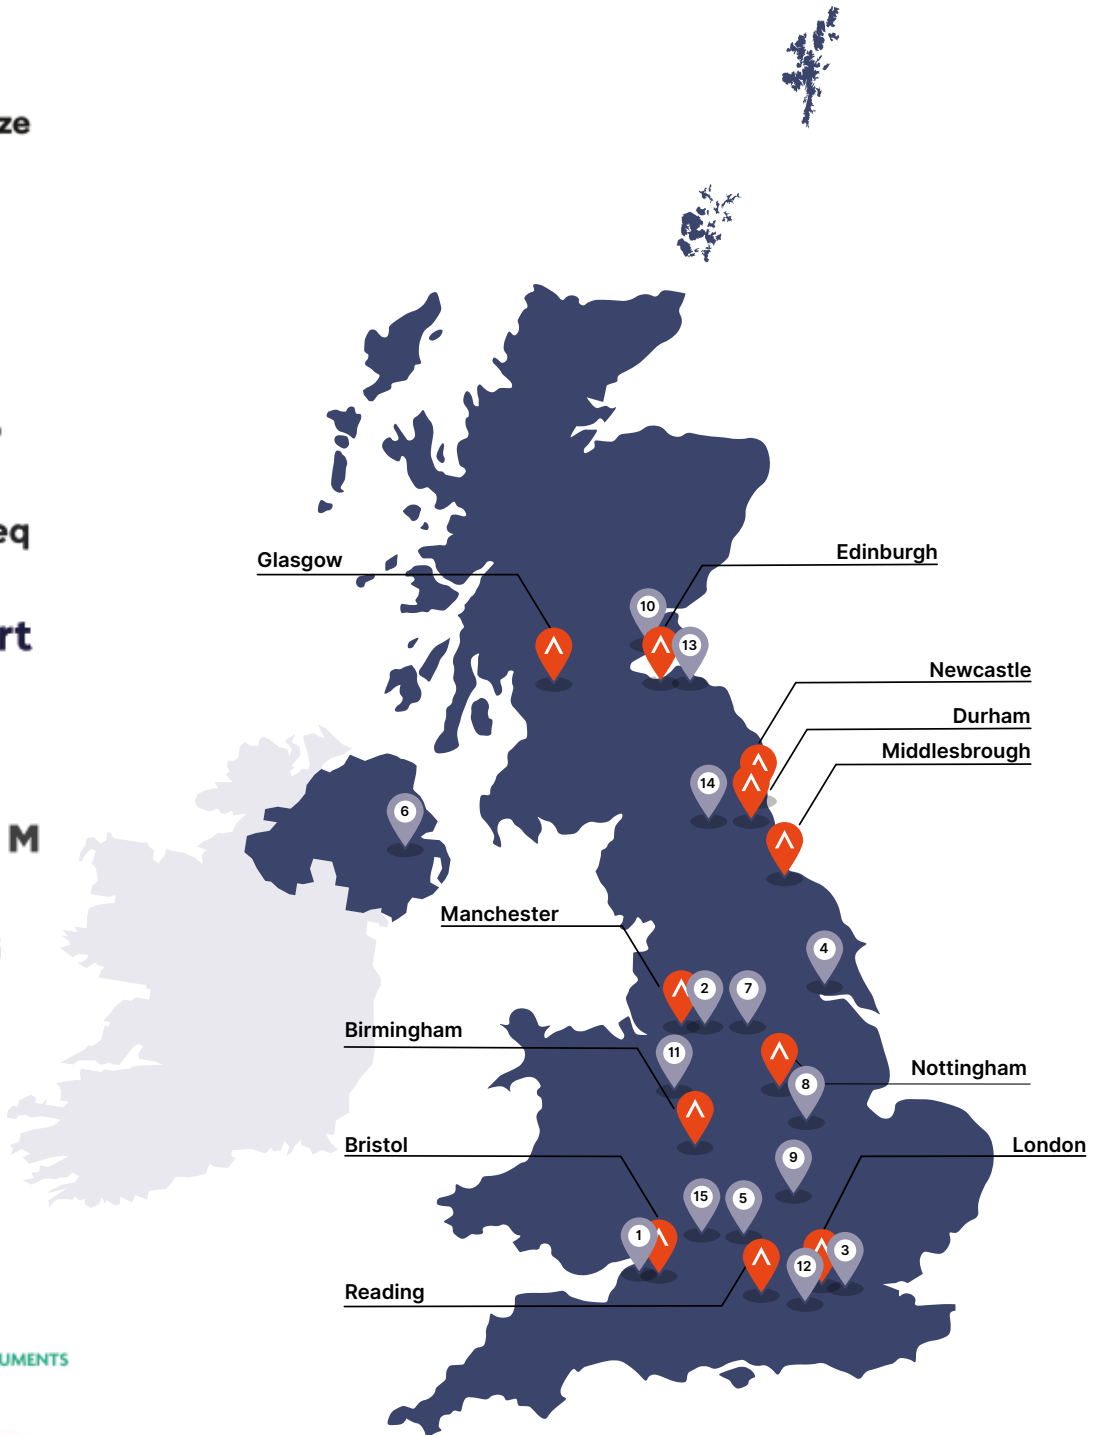 ze
eq
rt
Glasgow
Edinburgh
10
13
Newcastle
Durham
Middlesbrough
14
6
M
Manchester
4
2
7
Birmingham
11
Nottingham
8
Bristol
London
9
15
5
1
3
12
Reading
UMENTS